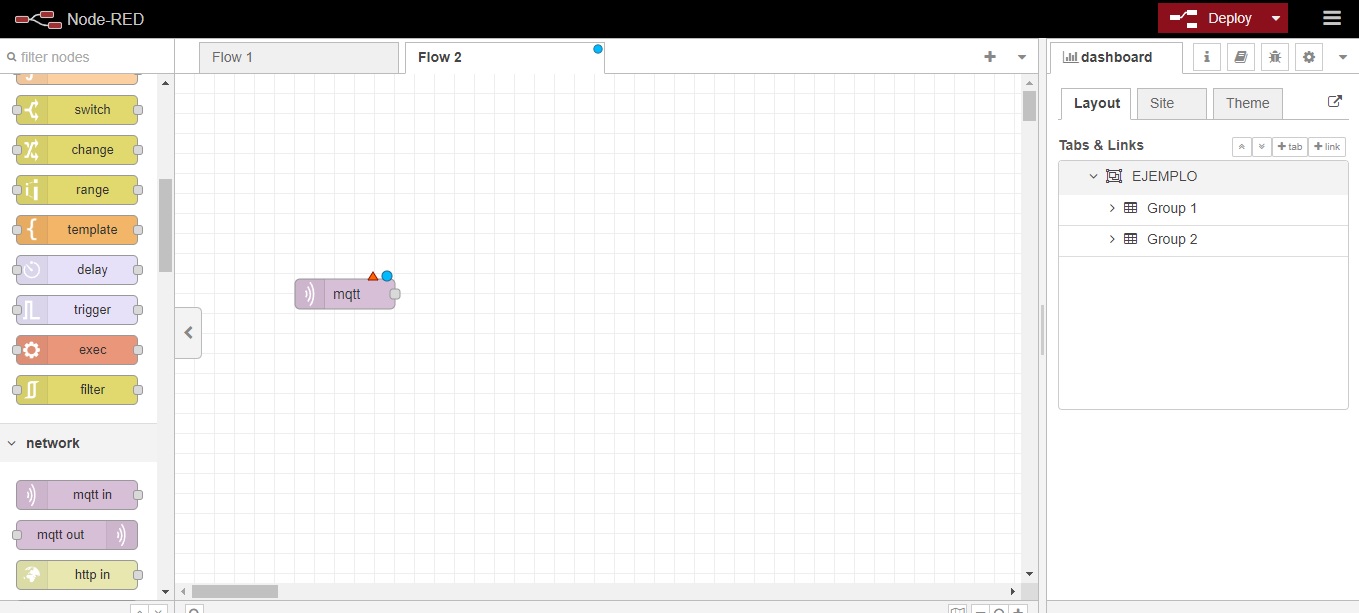 Node-RED
Deploy
filter nodes
Flow 1
Flow 2
dashboard
switch
change
range
template
delay
trigger
exec
filter
network
mqtt in
mqtt out
http in
mqtt
Layout
Site
Theme
Tabs & Links
+ tab
+ link
EJEMPLO
Group 1
Group 2